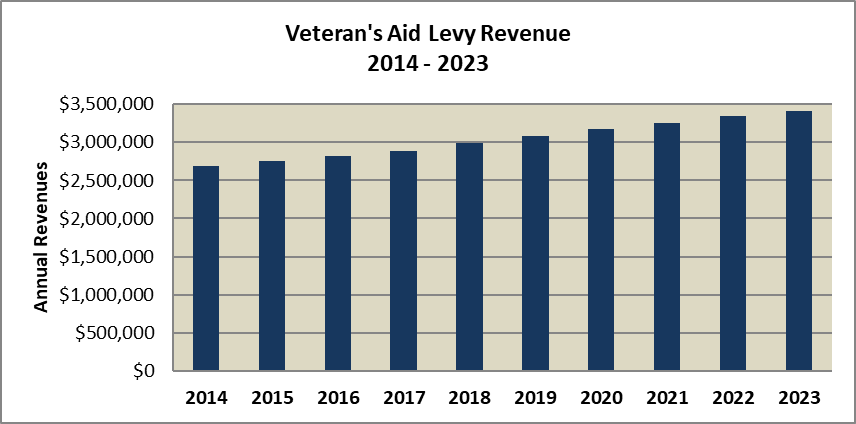 Veteran's Aid Levy Revenue
2014 - 2023
Annual Revenues
$3,500,000
$3,000,000
$2,500,000
$2,000,000
$1,500,000
$1,000,000
$500,000
$0
2014 2015 2016 2017 2018 2019 2020 2021 2022 2023